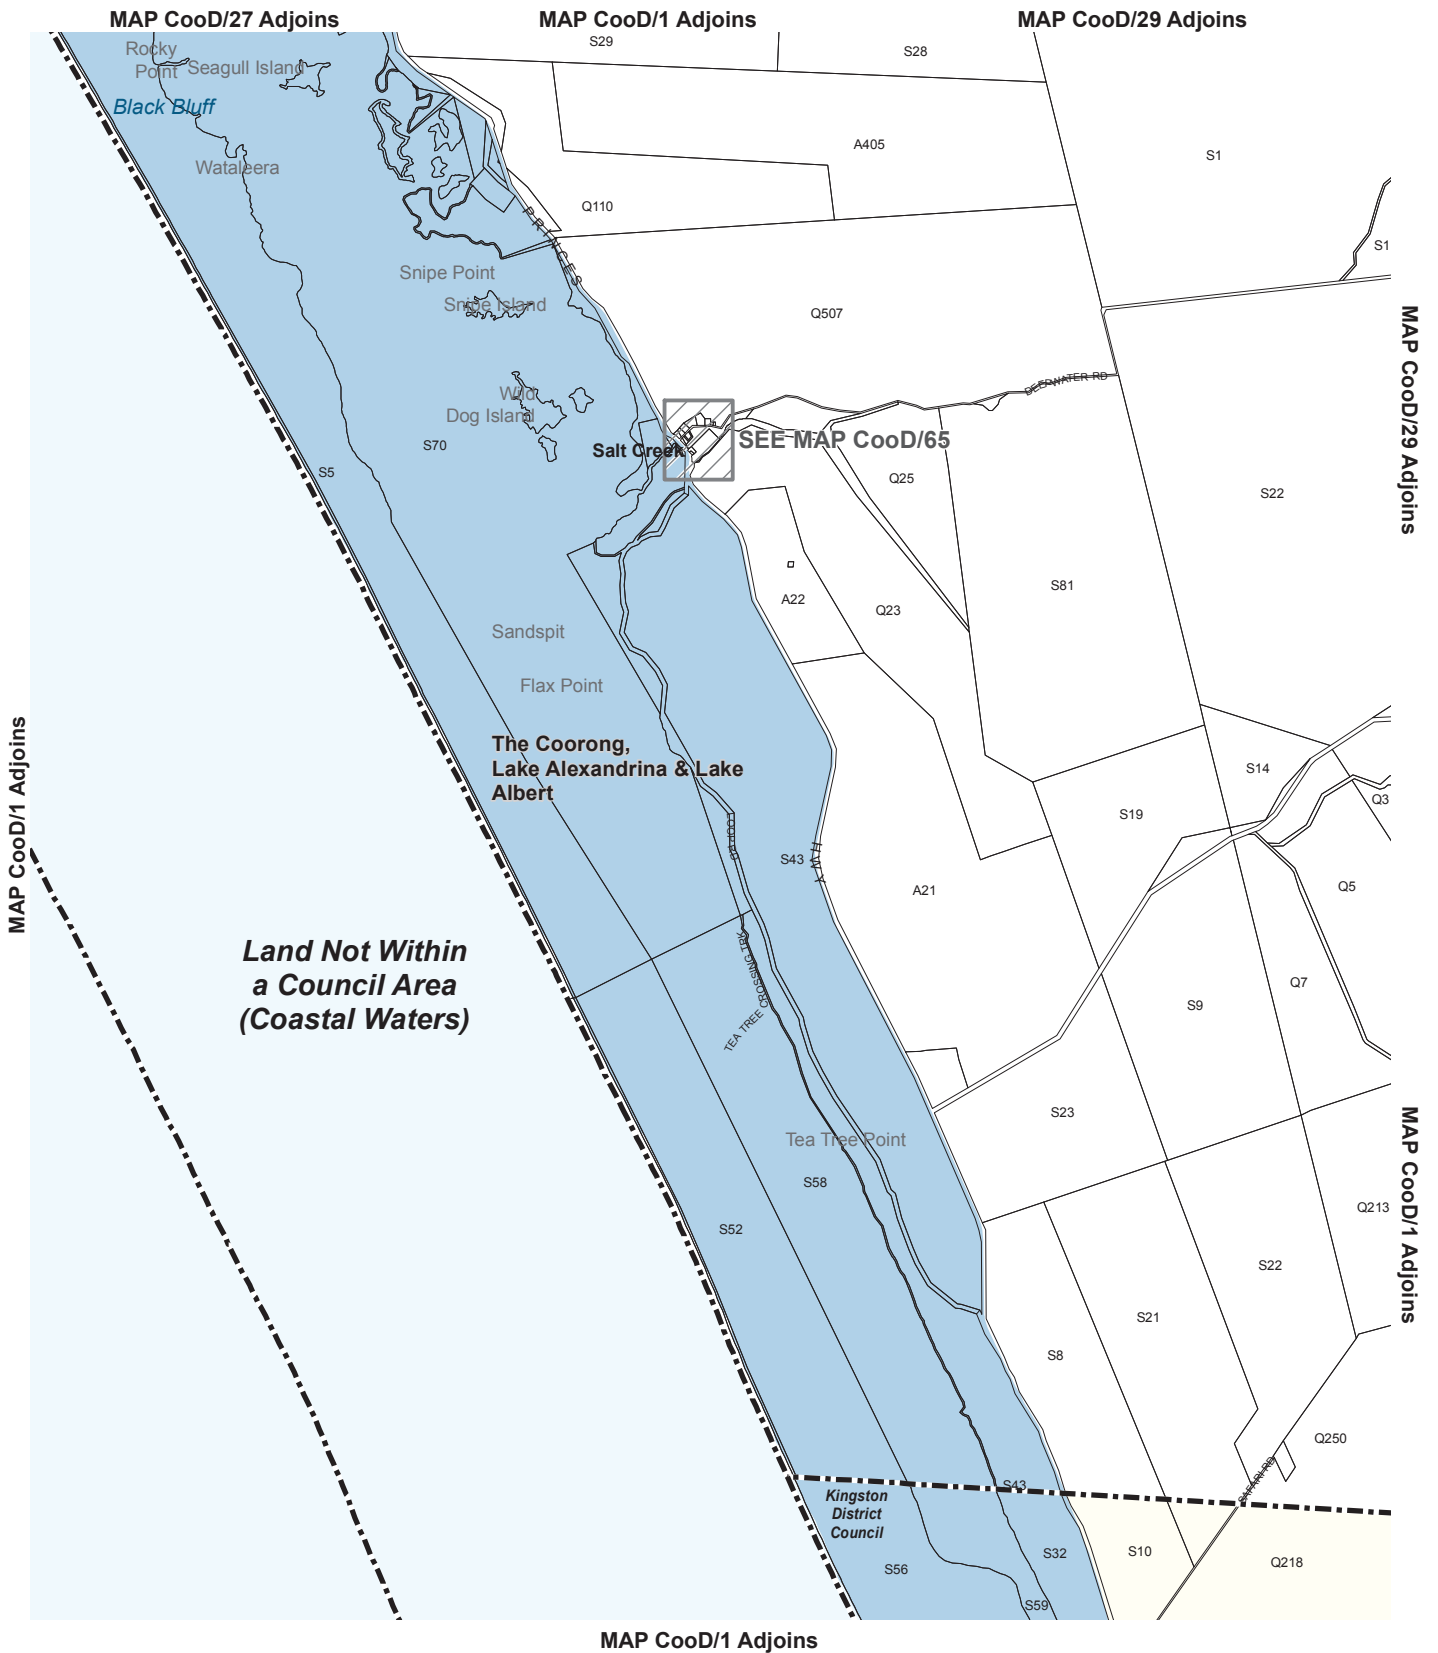 MAP CooD/27 Adjoins
MAP CooD/1 Adjoins
MAP CooD/29 Adjoins
Rocky
Point
Seagull Island
Black Bluff
Wataleera
S29
S28
A405
S1
Q110
S1
PRINCES
Snipe Point
Snipe Island
Q507
MAP CooD/29 Adjoins
DEEPWATER RD
Wild
Dog Island
S70
S5
Salt Creek
SEE MAP CooD/65
Q25
S22
S81
A22
Q23
Sandspit
Flax Point
MAP CooD/1 Adjoins
The Coorong,
Lake Alexandrina & Lake
Albert
S14
Q3
S19
LOOP RD
S43
HWY
A21
Q5
Land Not Within
a Council Area
(Coastal Waters)
TEA TREE CROSSING TRK
Q7
S9
S23
Tea Tree Point
MAP CooD/1 Adjoins
S58
S52
Q213
S22
S21
S8
Q250
SAFARI RD
S43
Kingston
District
Council
S56
S32
S10
Q218
S59
MAP CooD/1 Adjoins